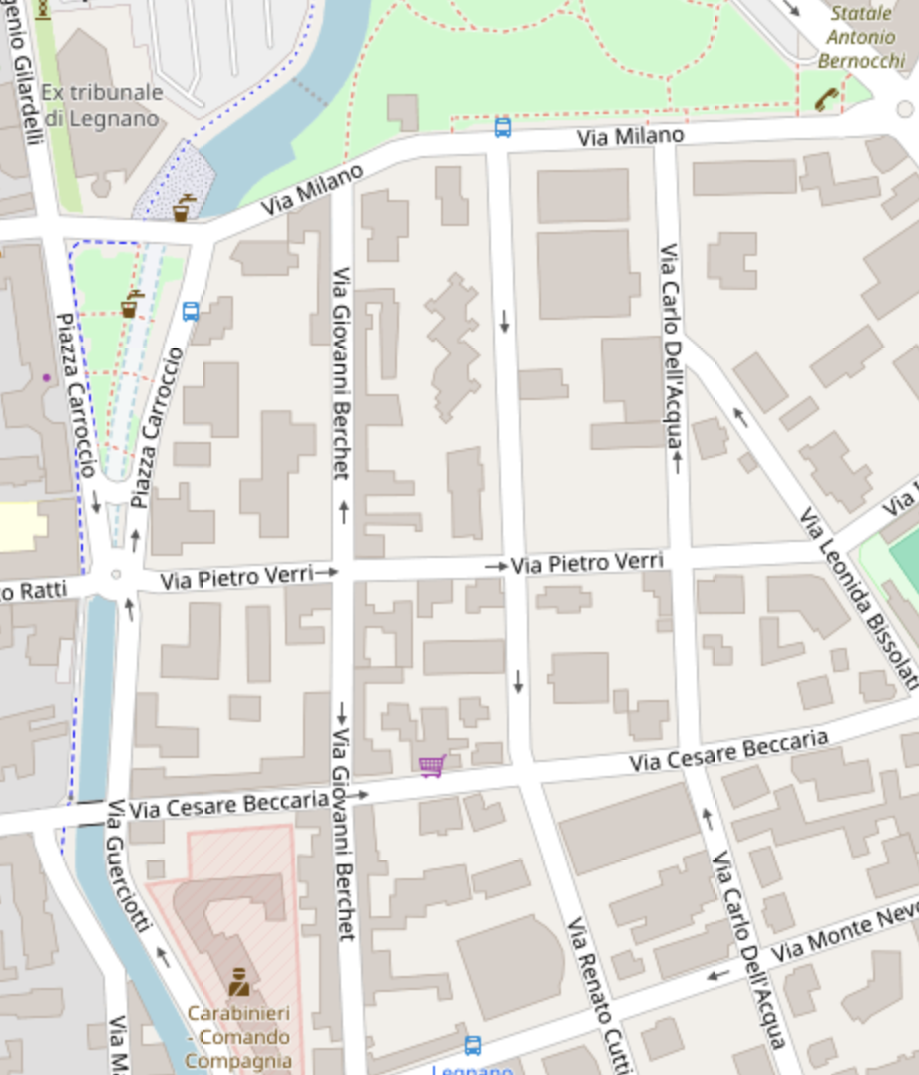 Statale
Antonio
Bernocchi
Gilardelli
Ex tribunale
di Legnano
Via Milano
Via Milano
Piazza Carroccio
Piazza Carroccio
Via Giovanni Berchet
Via Carlo Dell'Acqua
Via Leonida Bissolati
Via
Via Pietro Verri
Via Pietro Verri
Ratti
Via Cesare Beccaria
Via Cesare Beccaria
Via Guerciotti
Via Giovanni Berchet
Via Carlo Dell'Acqua
Via Monte
Via Renato Cutti
Carabinieri
- Comando
Compagnia
Via
Legnano